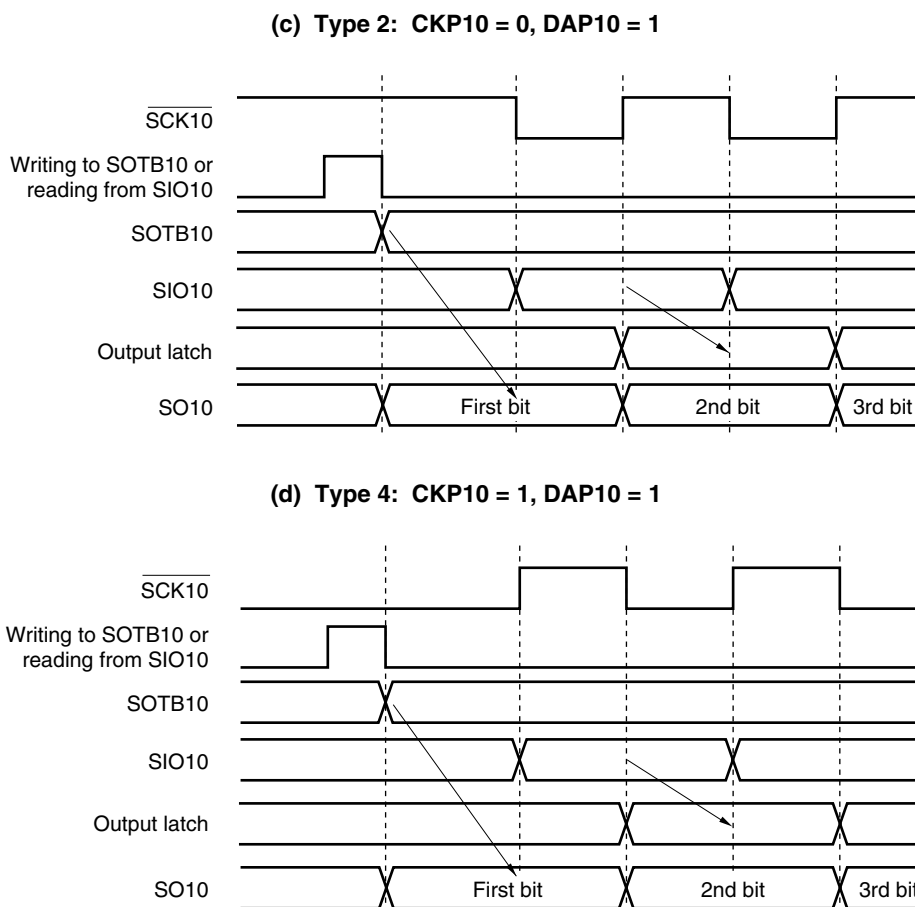 (c) Type 2: CKP10 = 0, DAP10 = 1
SCK10
Writing to SOTB10 or
reading from SIO10
SOTB10
SIO10
Output latch
SO10
First bit
2nd bit
3rd bit
(d) Type 4: CKP10 = 1, DAP10 = 1
SCK10
Writing to SOTB10 or
reading from SIO10
SOTB10
SIO10
Output latch
SO10
First bit
2nd bit
3rd bit